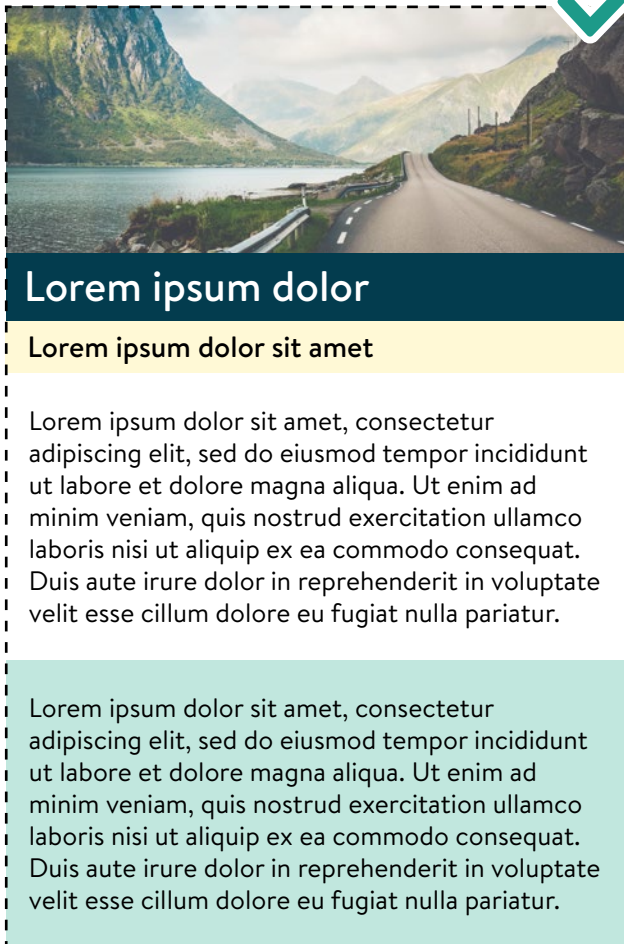 Lorem ipsum dolor
Lorem ipsum dolor sit amet
Lorem ipsum dolor sit amet, consectetur
adipiscing elit, sed do eiusmod tempor incididunt
ut labore et dolore magna aliqua. Ut enim ad
minim veniam, quis nostrud exercitation ullamco
laboris nisi ut aliquip ex ea commodo consequat.
Duis aute irure dolor in reprehenderit in voluptate
velit esse cillum dolore eu fugiat nulla pariatur.
Lorem ipsum dolor sit amet, consectetur
adipiscing elit, sed do eiusmod tempor incididunt
ut labore et dolore magna aliqua. Ut enim ad
minim veniam, quis nostrud exercitation ullamco
laboris nisi ut aliquip ex ea commodo consequat.
Duis aute irure dolor in reprehenderit in voluptate
velit esse cillum dolore eu fugiat nulla pariatur.